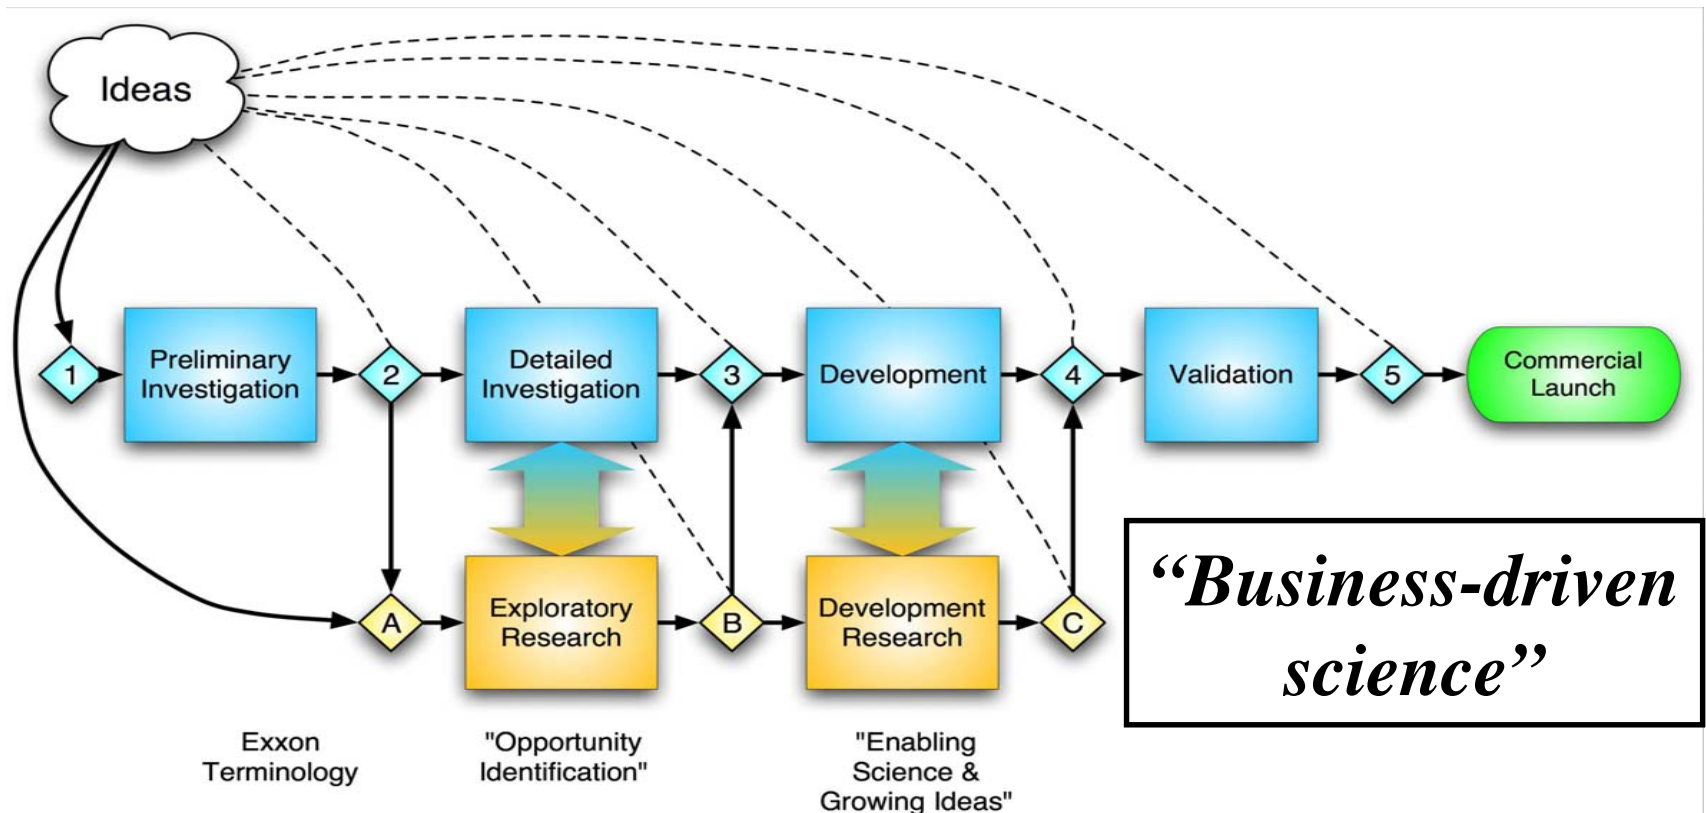 Ideas
1
Preliminary
Investigation
2
Detailed
Investigation
3
Development
4
Validation
5
Commercial
Launch
A
Exploratory
Research
B
Development
Research
C
“Business-driven
science”
Exxon
Terminology
"Opportunity
Identification"
"Enabling
Science &
Growing Ideas"